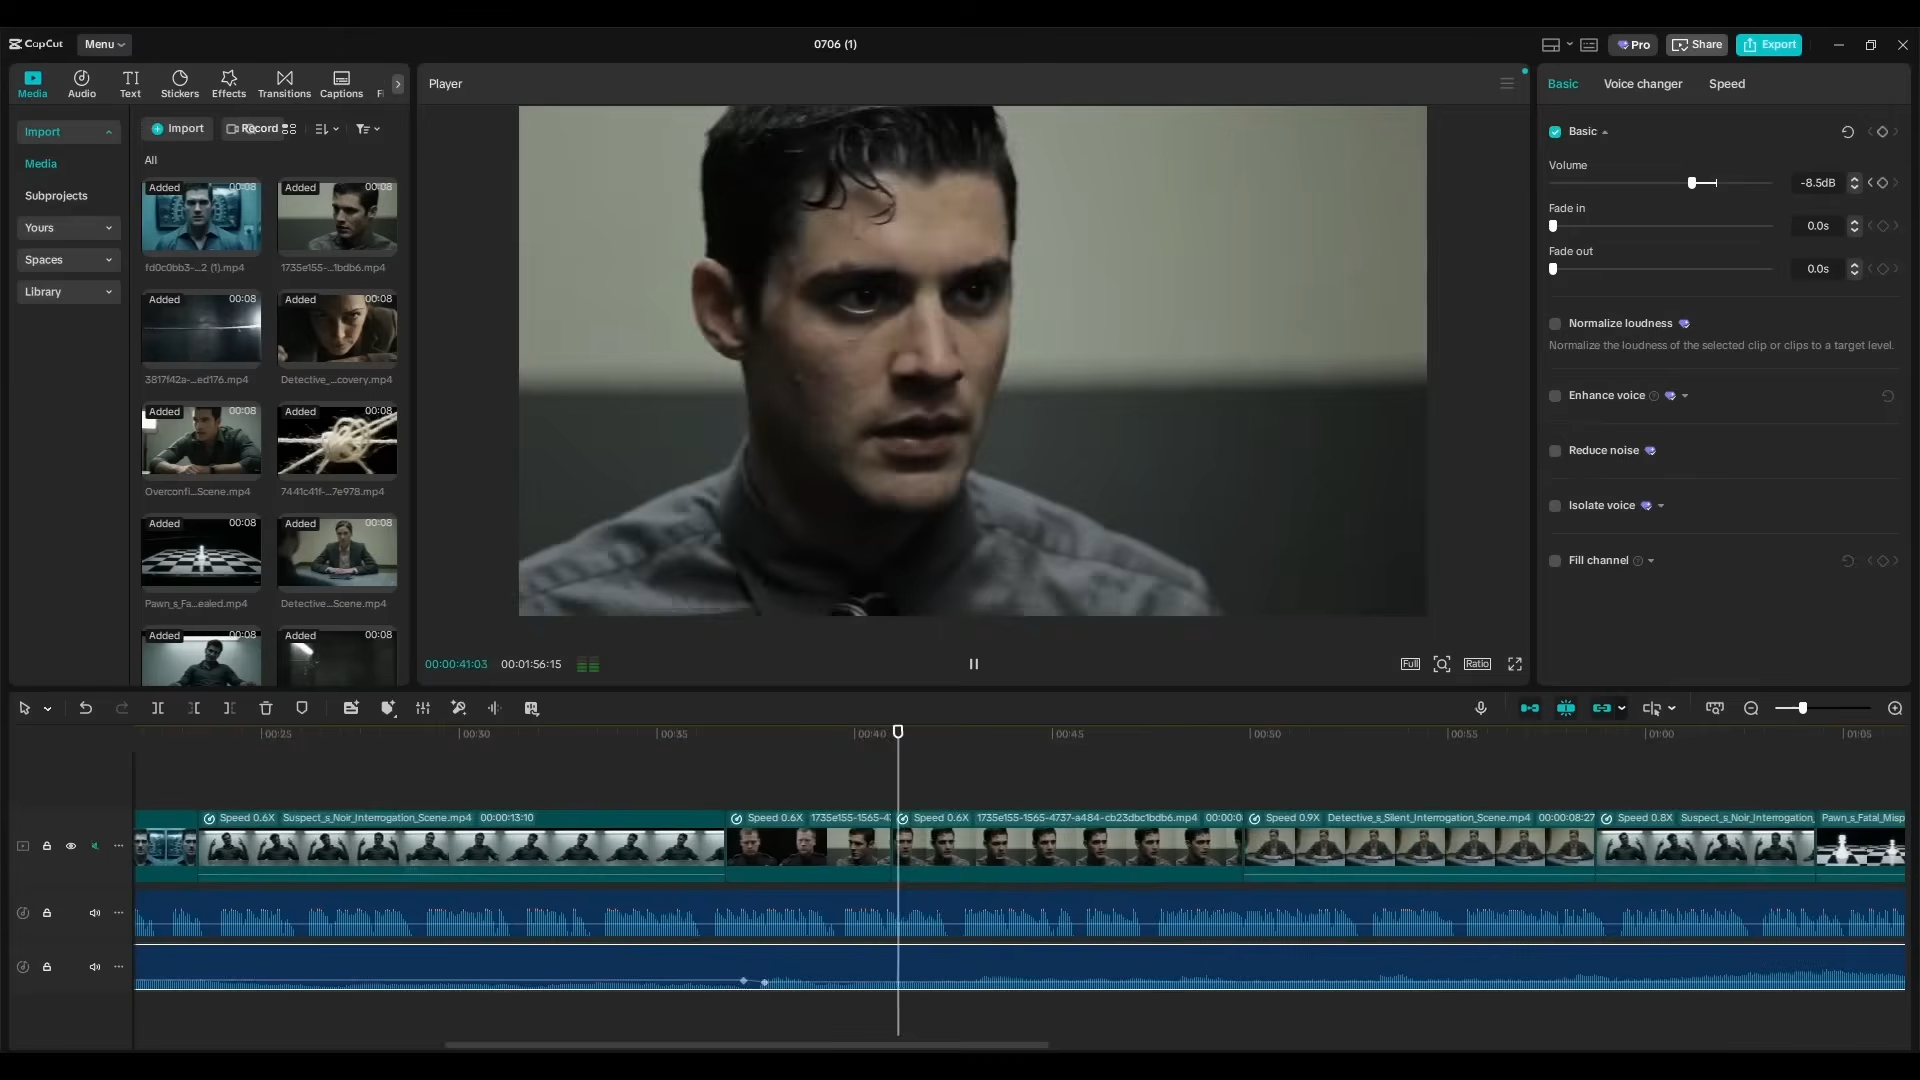 CapCut
Menu
0706 (1)
Pro
Share
Export
Media
Audio
Text
Stickers
Effects
Transitions
Captions
Import
Media
Subprojects
Yours
Spaces
Library
Import
Record
All
Added 00:08
fd0c0bb3-...2 (1).mp4
Added 00:08
1735e155-...1bdb6.mp4
Added 00:08
3817f42a-...ed176.mp4
Added 00:08
Detective_...covery.mp4
Added 00:08
Overconfi...Scene.mp4
Added 00:08
7441c41f-...7e978.mp4
Added 00:08
Pawn_s_Fa...ealed.mp4
Added 00:08
Detective...Scene.mp4
Added 00:08
Added 00:08
Player
00:00:41:03
00:01:56:15
Full
Ratio
Basic
Voice changer
Speed
Basic
Volume
-8.5dB
Fade in
0.0s
Fade out
0.0s
Normalize loudness
Normalize the loudness of the selected clip or clips to a target level.
Enhance voice
Reduce noise
Isolate voice
Fill channel
00:25
00:30
00:35
00:40
00:45
00:50
00:55
01:00
01:05
Speed 0.6X Suspect_s_Noir_Interrogation_Scene.mp4 00:00:13:10
Speed 0.6X 1735e155-1565-47
Speed 0.6X 1735e155-1565-4737-a484-cb23dbc1bdb6.mp4 00:00:0
Speed 0.9X Detective_s_Silent_Interrogation_Scene.mp4 00:00:08:27
Speed 0.8X Suspect_s_Noir_Interrogation_
Pawn_s_Fatal_Misp